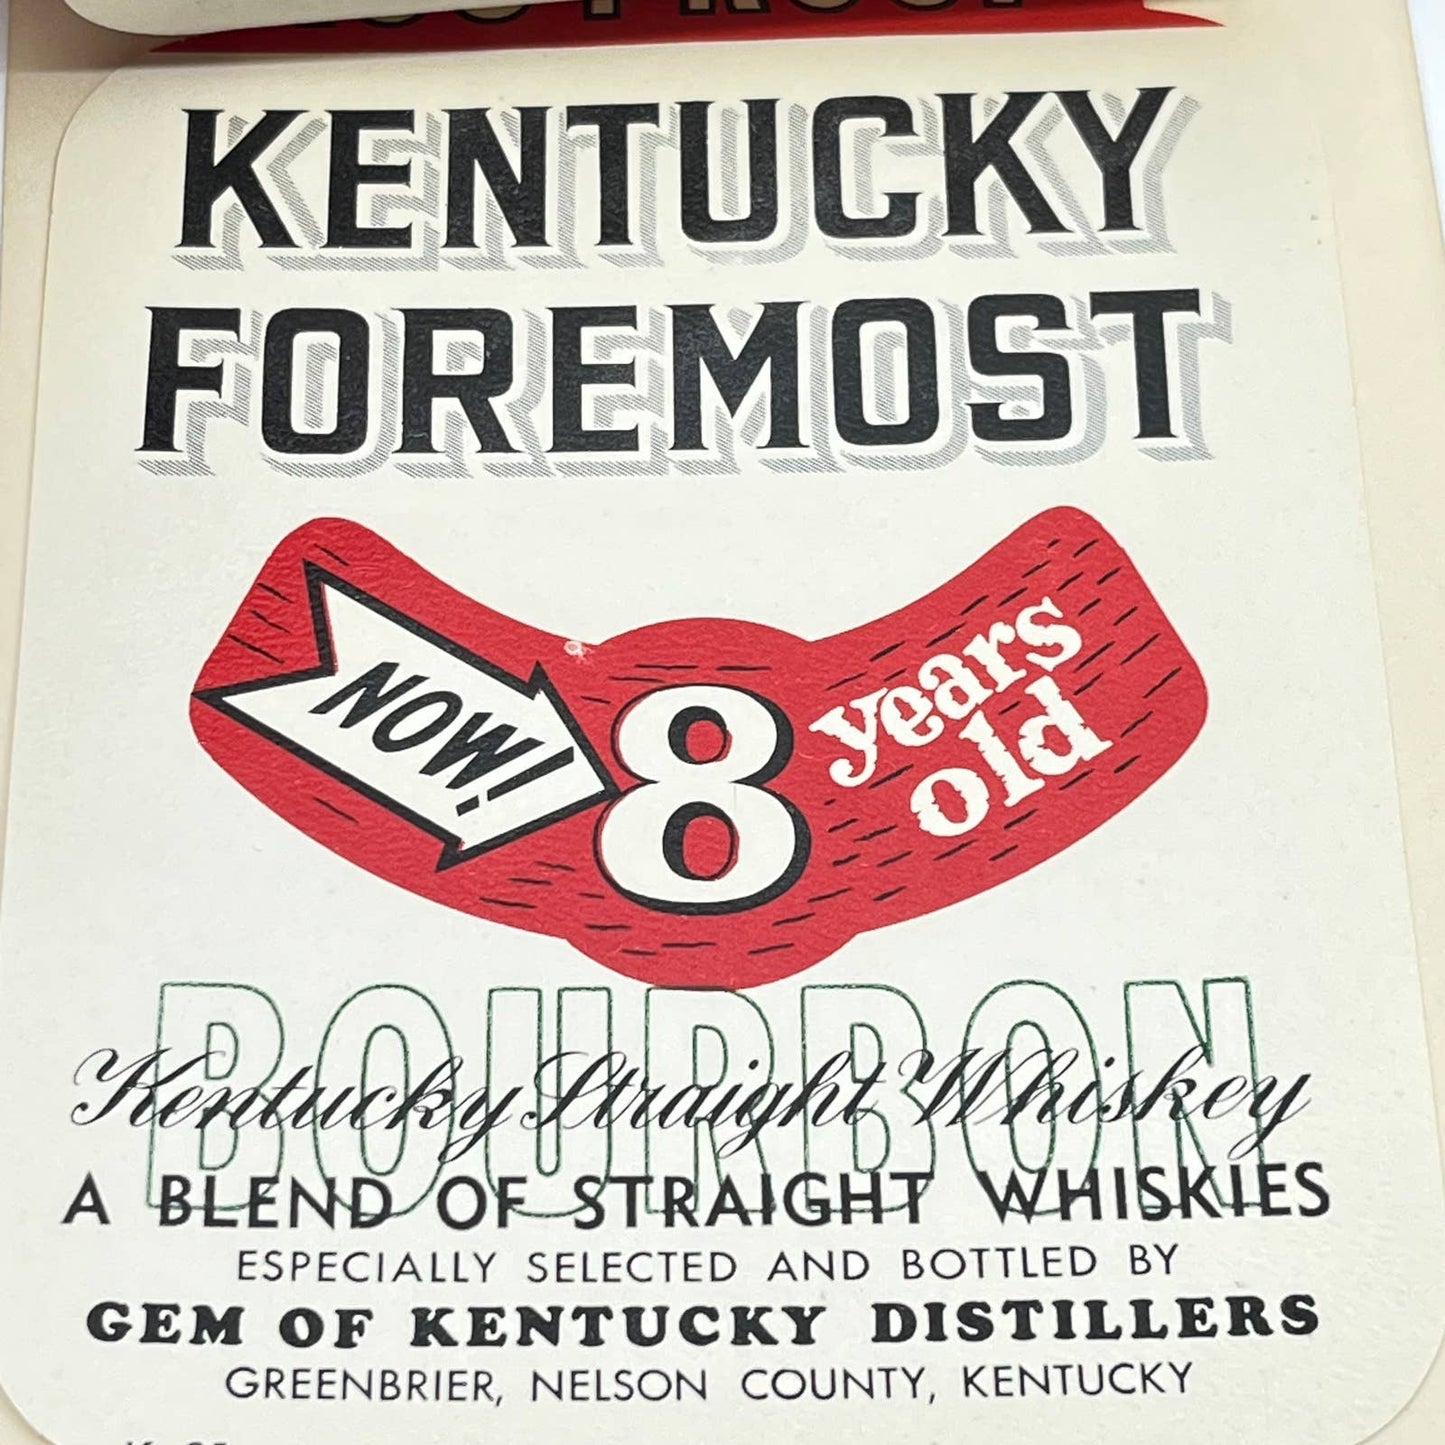 KENTUCKY
FOREMOST
NOW! 8 years
old
BOURBON
Kentucky Straight Whiskey
A BLEND OF STRAIGHT WHISKIES
ESPECIALLY SELECTED AND BOTTLED BY
GEM OF KENTUCKY DISTILLERS
GREENBRIER, NELSON COUNTY, KENTUCKY